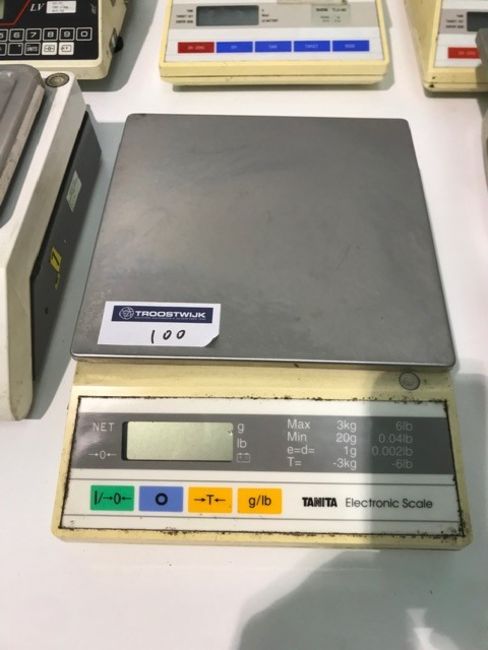 LV
TROOSTWIJK
100
NET
→0←
g
lb
Max 3kg 6lb
Min 20g 0.04lb
e=d= 1g 0.002lb
T= -3kg -6lb
I/→0← O →T← g/lb
TANITA Electronic Scale